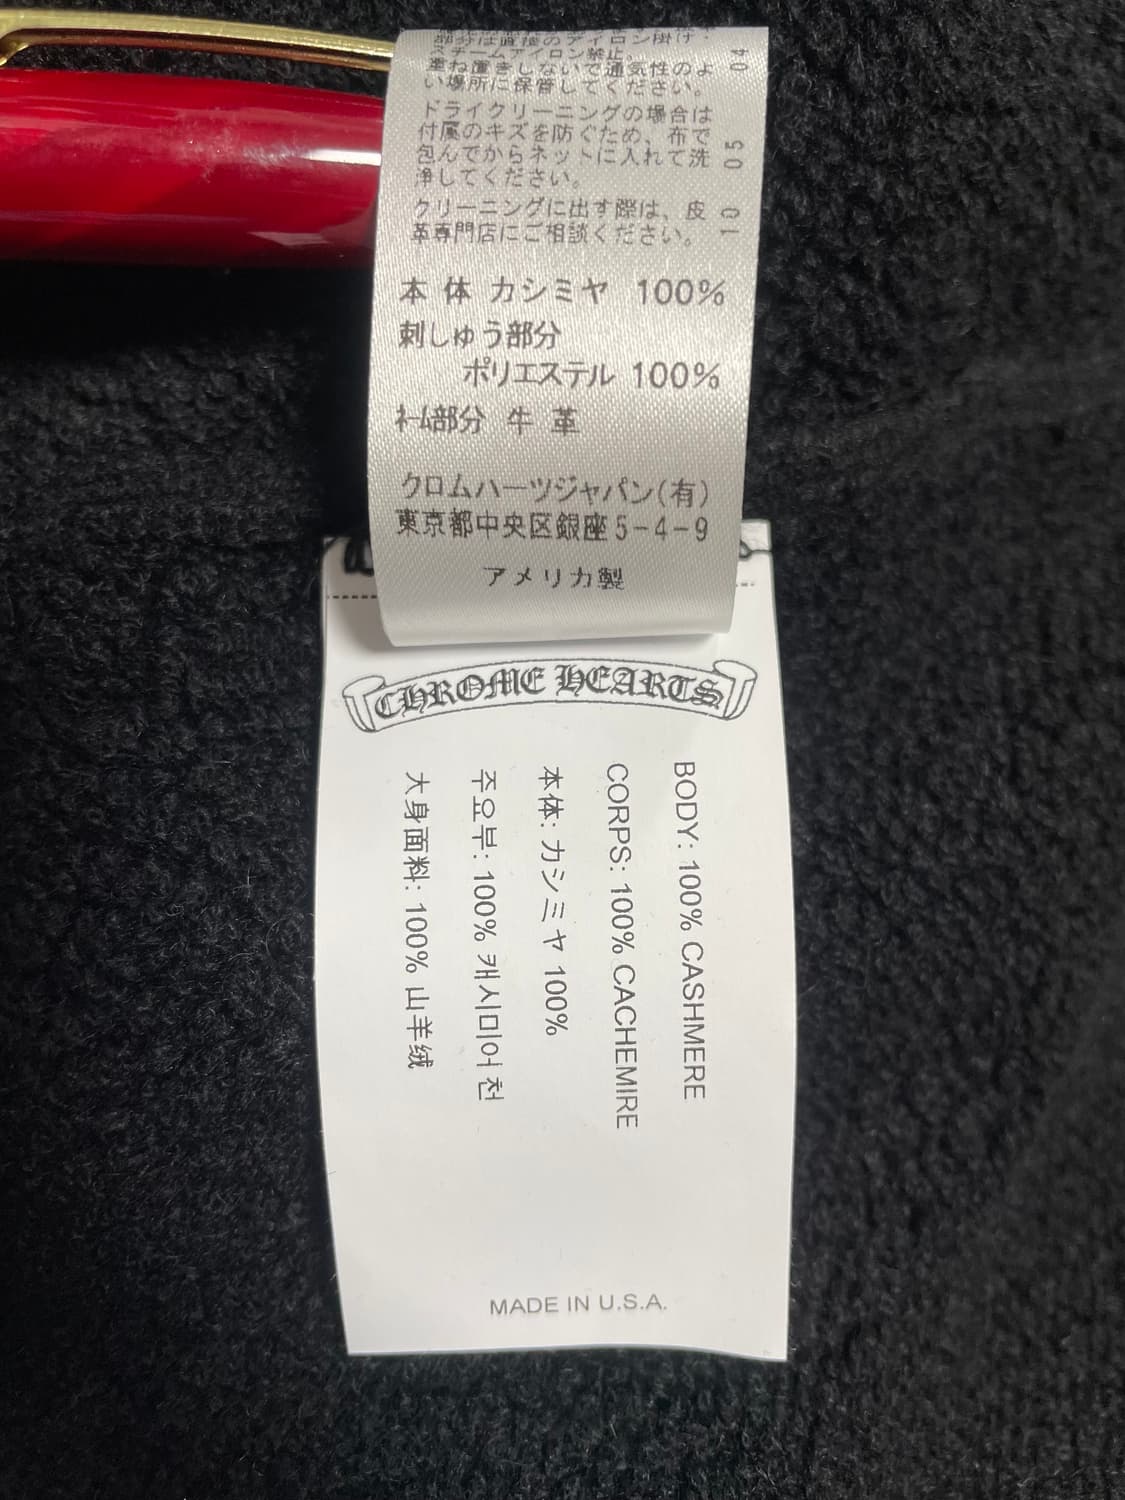 部分は直接のアイロン掛け・
スチームアイロン禁止
重ね置きしないで通気性のよ
い場所に保管してください。
ドライクリーニングの場合は
付属のキズを防ぐため、布で
包んでからネットに入れて洗
浄してください。
クリーニングに出す際は、皮
革専門店にご相談ください。
04
05
10
本体 カシミヤ 100%
刺しゅう部分
ポリエステル 100%
ﾈｰﾑ部分 牛革
クロムハーツジャパン(有)
東京都中央区銀座5-4-9
アメリカ製
CHROME HEARTS
BODY: 100% CASHMERE
CORPS: 100% CACHEMIRE
本体: カシミヤ 100%
주요부: 100% 캐시미어 천
大身面料: 100% 山羊绒
MADE IN U.S.A.